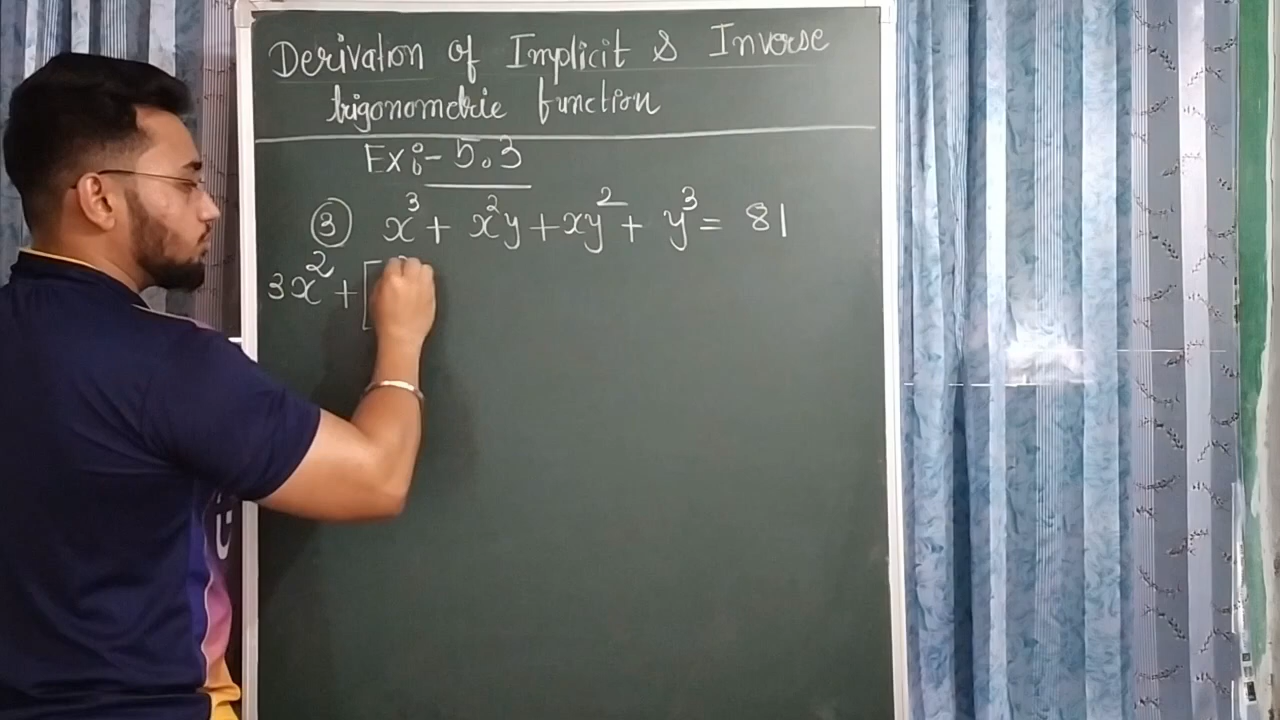 Derivation of Implicit & Inverse
trigonometric function
Ex:- 5.3
③ x³ + x²y + xy² + y³ = 81
3x² + [